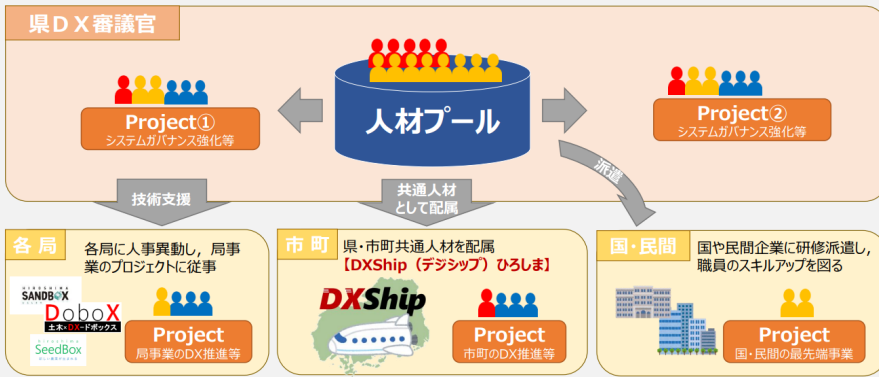 県DX審議官
人材プール
Project①
システムガバナンス強化等
Project②
システムガバナンス強化等
技術支援
共通人材
として配属
派遣
各局
各局に人事異動し，局事
業のプロジェクトに従事
HIROSHIMA
SANDBOX
DoboX
土木×DX－ドボックス
Hiroshima
SeedBox
Project
局事業のDX推進等
市町
県・市町共通人材を配属
【DXShip（デジシップ）ひろしま】
DXShip
Project
市町のDX推進等
国・民間
国や民間企業に研修派遣し，
職員のスキルアップを図る
Project
国・民間の最先端事業